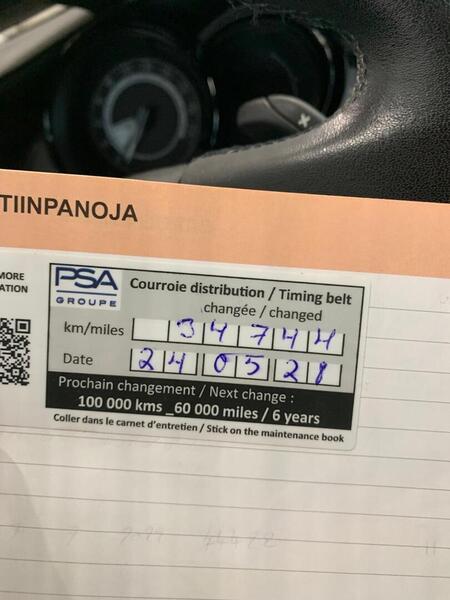 TIINPANOJA
MORE
ATION
PSA
GROUPE
Courroie distribution / Timing belt
changée / changed
km/miles 34744
Date 240528
Prochain changement / Next change :
100 000 kms _60 000 miles / 6 years
Coller dans le carnet d'entretien / Stick on the maintenance book